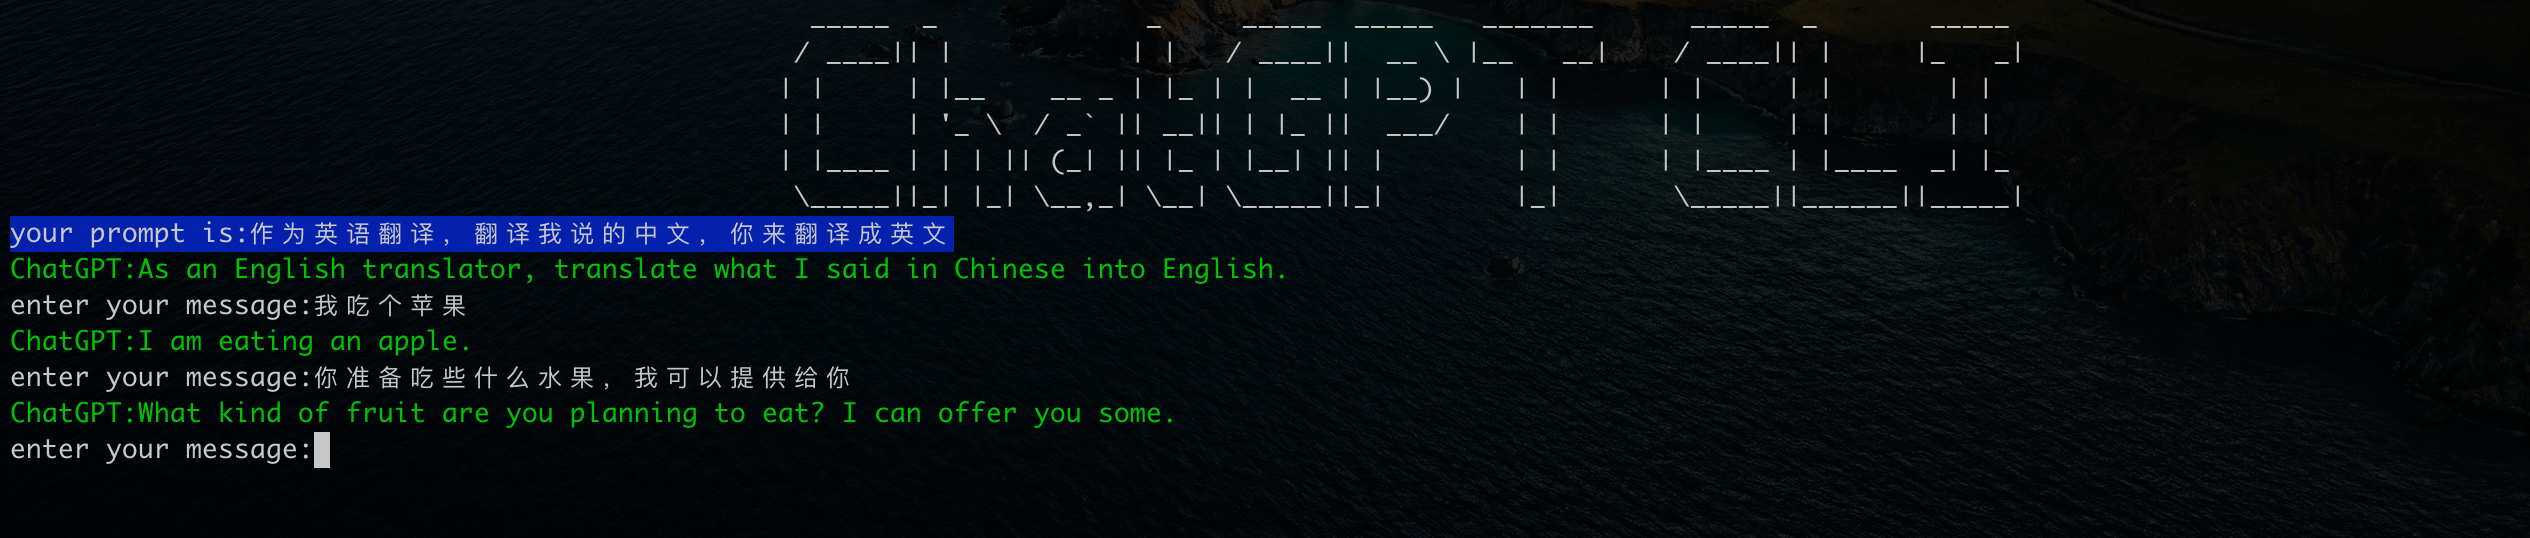 ChatGPT CLI
your prompt is:作为英语翻译, 翻译我说的中文, 你来翻译成英文
ChatGPT:As an English translator, translate what I said in Chinese into English.
enter your message:我吃个苹果
ChatGPT:I am eating an apple.
enter your message:你准备吃些什么水果, 我可以提供给你
ChatGPT:What kind of fruit are you planning to eat? I can offer you some.
enter your message: